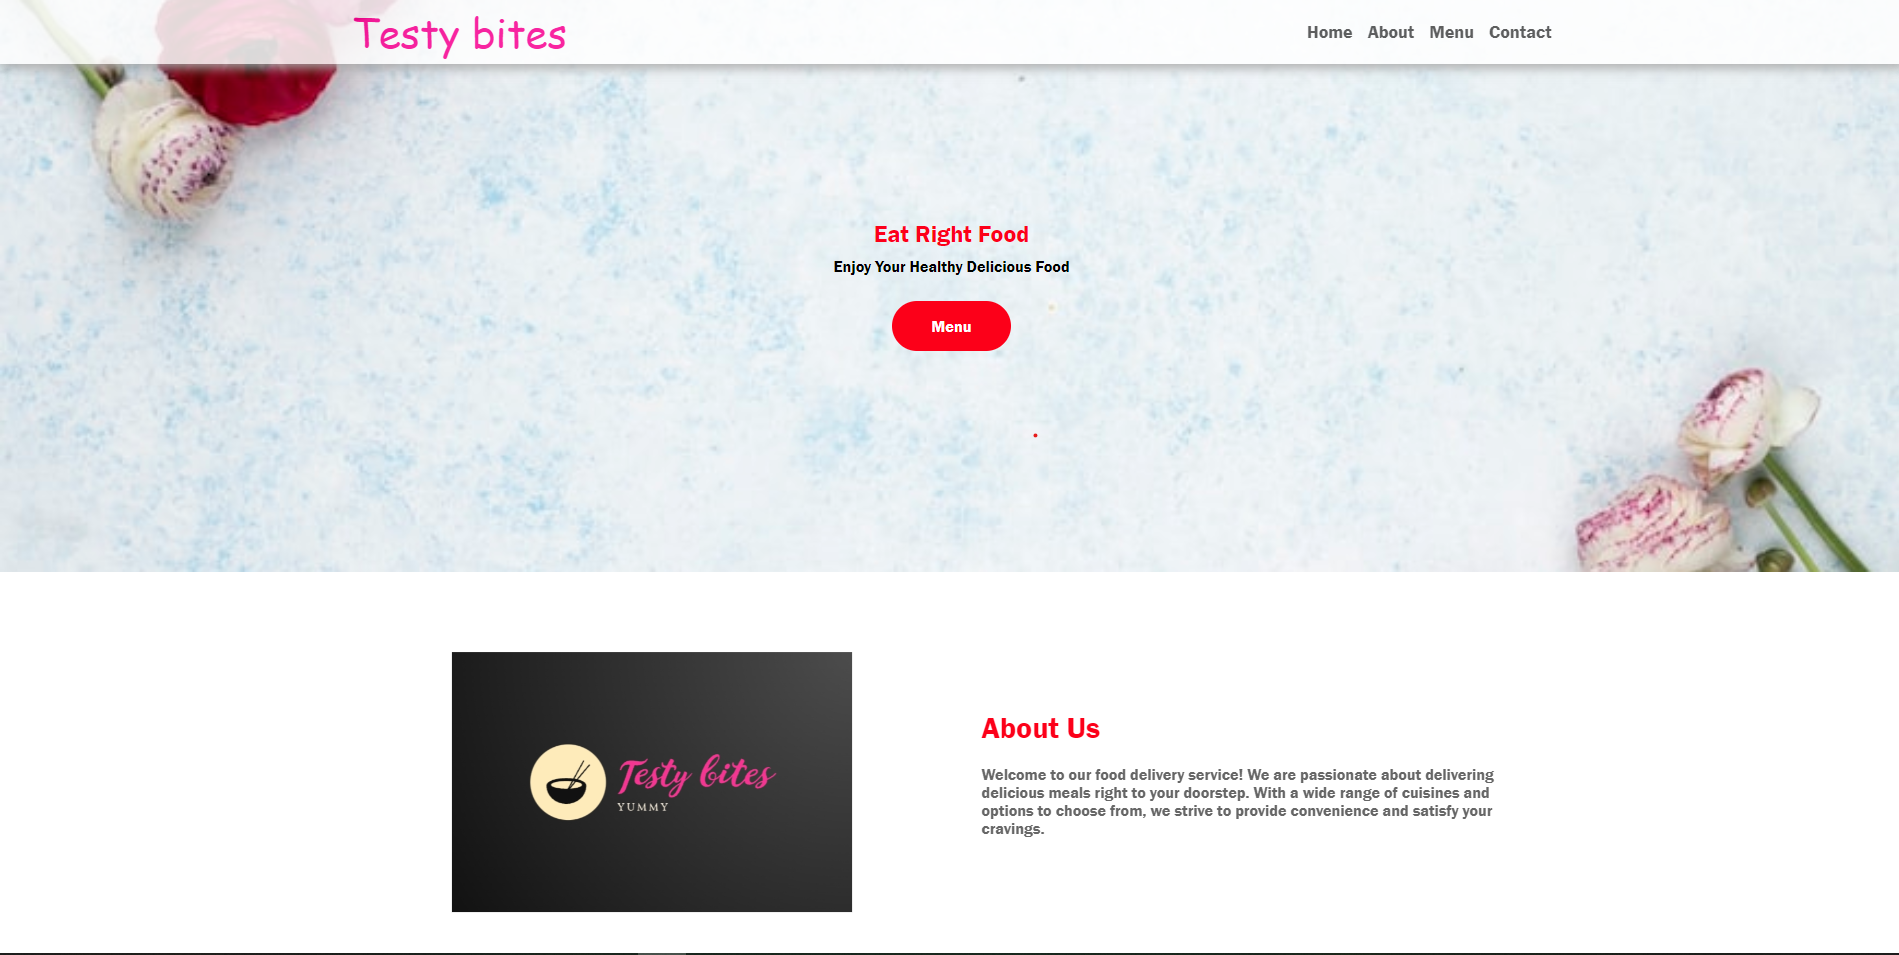 Testy bites
Home About Menu Contact
Eat Right Food
Enjoy Your Healthy Delicious Food
Menu
Testy bites
YUMMY
About Us
Welcome to our food delivery service! We are passionate about delivering
delicious meals right to your doorstep. With a wide range of cuisines and
options to choose from, we strive to provide convenience and satisfy your
cravings.